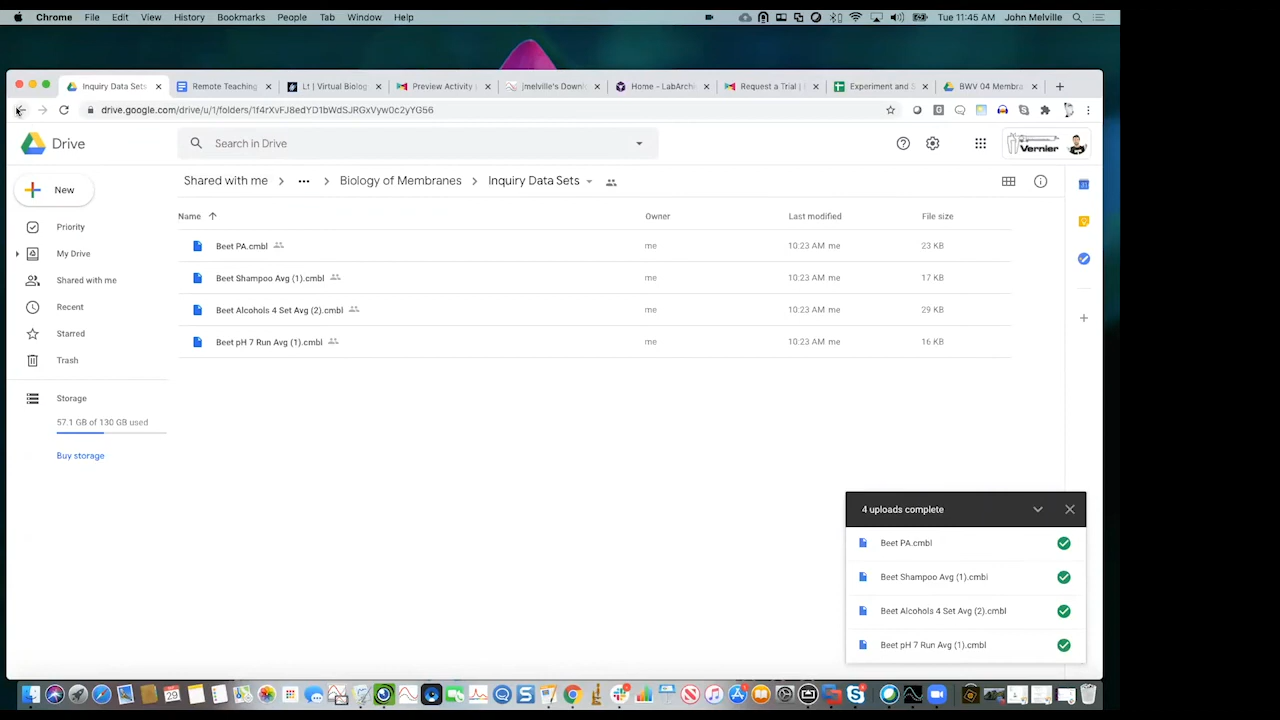 Chrome File Edit View History Bookmarks People Tab Window Help Tue 11:45 AM John Melville
Inquiry Data Sets Remote Teaching Lt | Virtual Biolog Preview Activity | jmelville's Downl Home - LabArchi Request a Trial | Experiment and S BWV 04 Membra
drive.google.com/drive/u/1/folders/1f4rXvFJ8edYD1bWdSJRGxVyw0c2yYG56
Drive Search in Drive Vernier
New Shared with me ... Biology of Membranes Inquiry Data Sets
Name Owner Last modified File size
Priority
Beet PA.cmbl me 10:23 AM me 23 KB
My Drive
Shared with me
Beet Shampoo Avg (1).cmbl me 10:23 AM me 17 KB
Recent
Beet Alcohols 4 Set Avg (2).cmbl me 10:23 AM me 29 KB
Starred
Beet pH 7 Run Avg (1).cmbl me 10:23 AM me 16 KB
Trash
Storage
57.1 GB of 130 GB used
Buy storage
4 uploads complete
Beet PA.cmbl
Beet Shampoo Avg (1).cmbl
Beet Alcohols 4 Set Avg (2).cmbl
Beet pH 7 Run Avg (1).cmbl